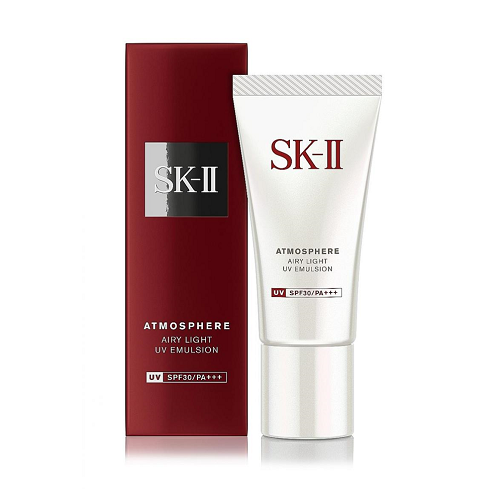 SK-II
ATMOSPHERE
AIRY LIGHT
UV EMULSION
UV SPF30/PA+++
SK-II
ATMOSPHERE
AIRY LIGHT
UV EMULSION
UV SPF30/PA+++